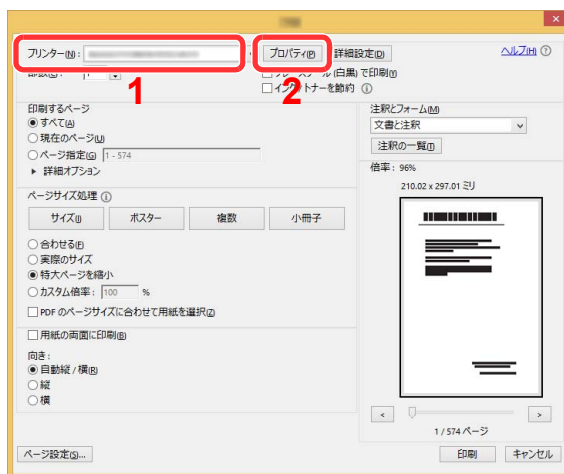 プリンター(N):
プロパティ(P)
詳細設定(D)
ヘルプ(H)
1
2
で印刷(Y)
インク/トナーを節約
印刷するページ
すべて(A)
現在のページ(U)
ページ指定(G) 1 - 574
詳細オプション
ページサイズ処理
サイズ(I) ポスター 複数 小冊子
合わせる(F)
実際のサイズ
特大ページを縮小
カスタム倍率: 100 %
PDF のページサイズに合わせて用紙を選択(Z)
用紙の両面に印刷(B)
向き:
自動縦 / 横(R)
縦
横
注釈とフォーム(M)
文書と注釈
注釈の一覧(T)
倍率: 96%
210.02 x 297.01 ミリ
< >
1 / 574 ページ
ページ設定(S)...
印刷 キャンセル